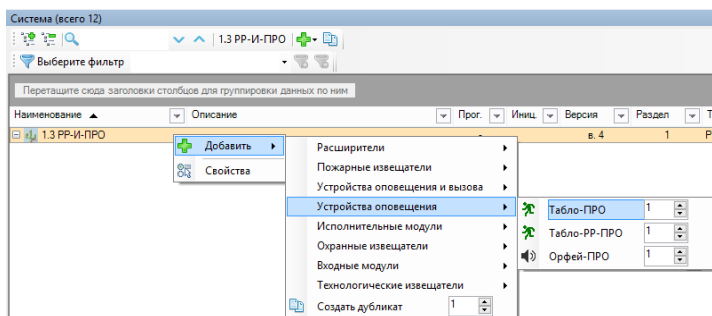 Система (всего 12)
1.3 РР-И-ПРО
Выберите фильтр
Перетащите сюда заголовки столбцов для группировки данных по ним
Наименование Описание Прог. Иниц. Версия Раздел
1.3 РР-И-ПРО - в. 4 1 Р
Добавить
Свойства
Расширители
Пожарные извещатели
Устройства оповещения и вызова
Устройства оповещения
Исполнительные модули
Охранные извещатели
Входные модули
Технологические извещатели
Создать дубликат 1
Табло-ПРО 1
Табло-РР-ПРО 1
Орфей-ПРО 1